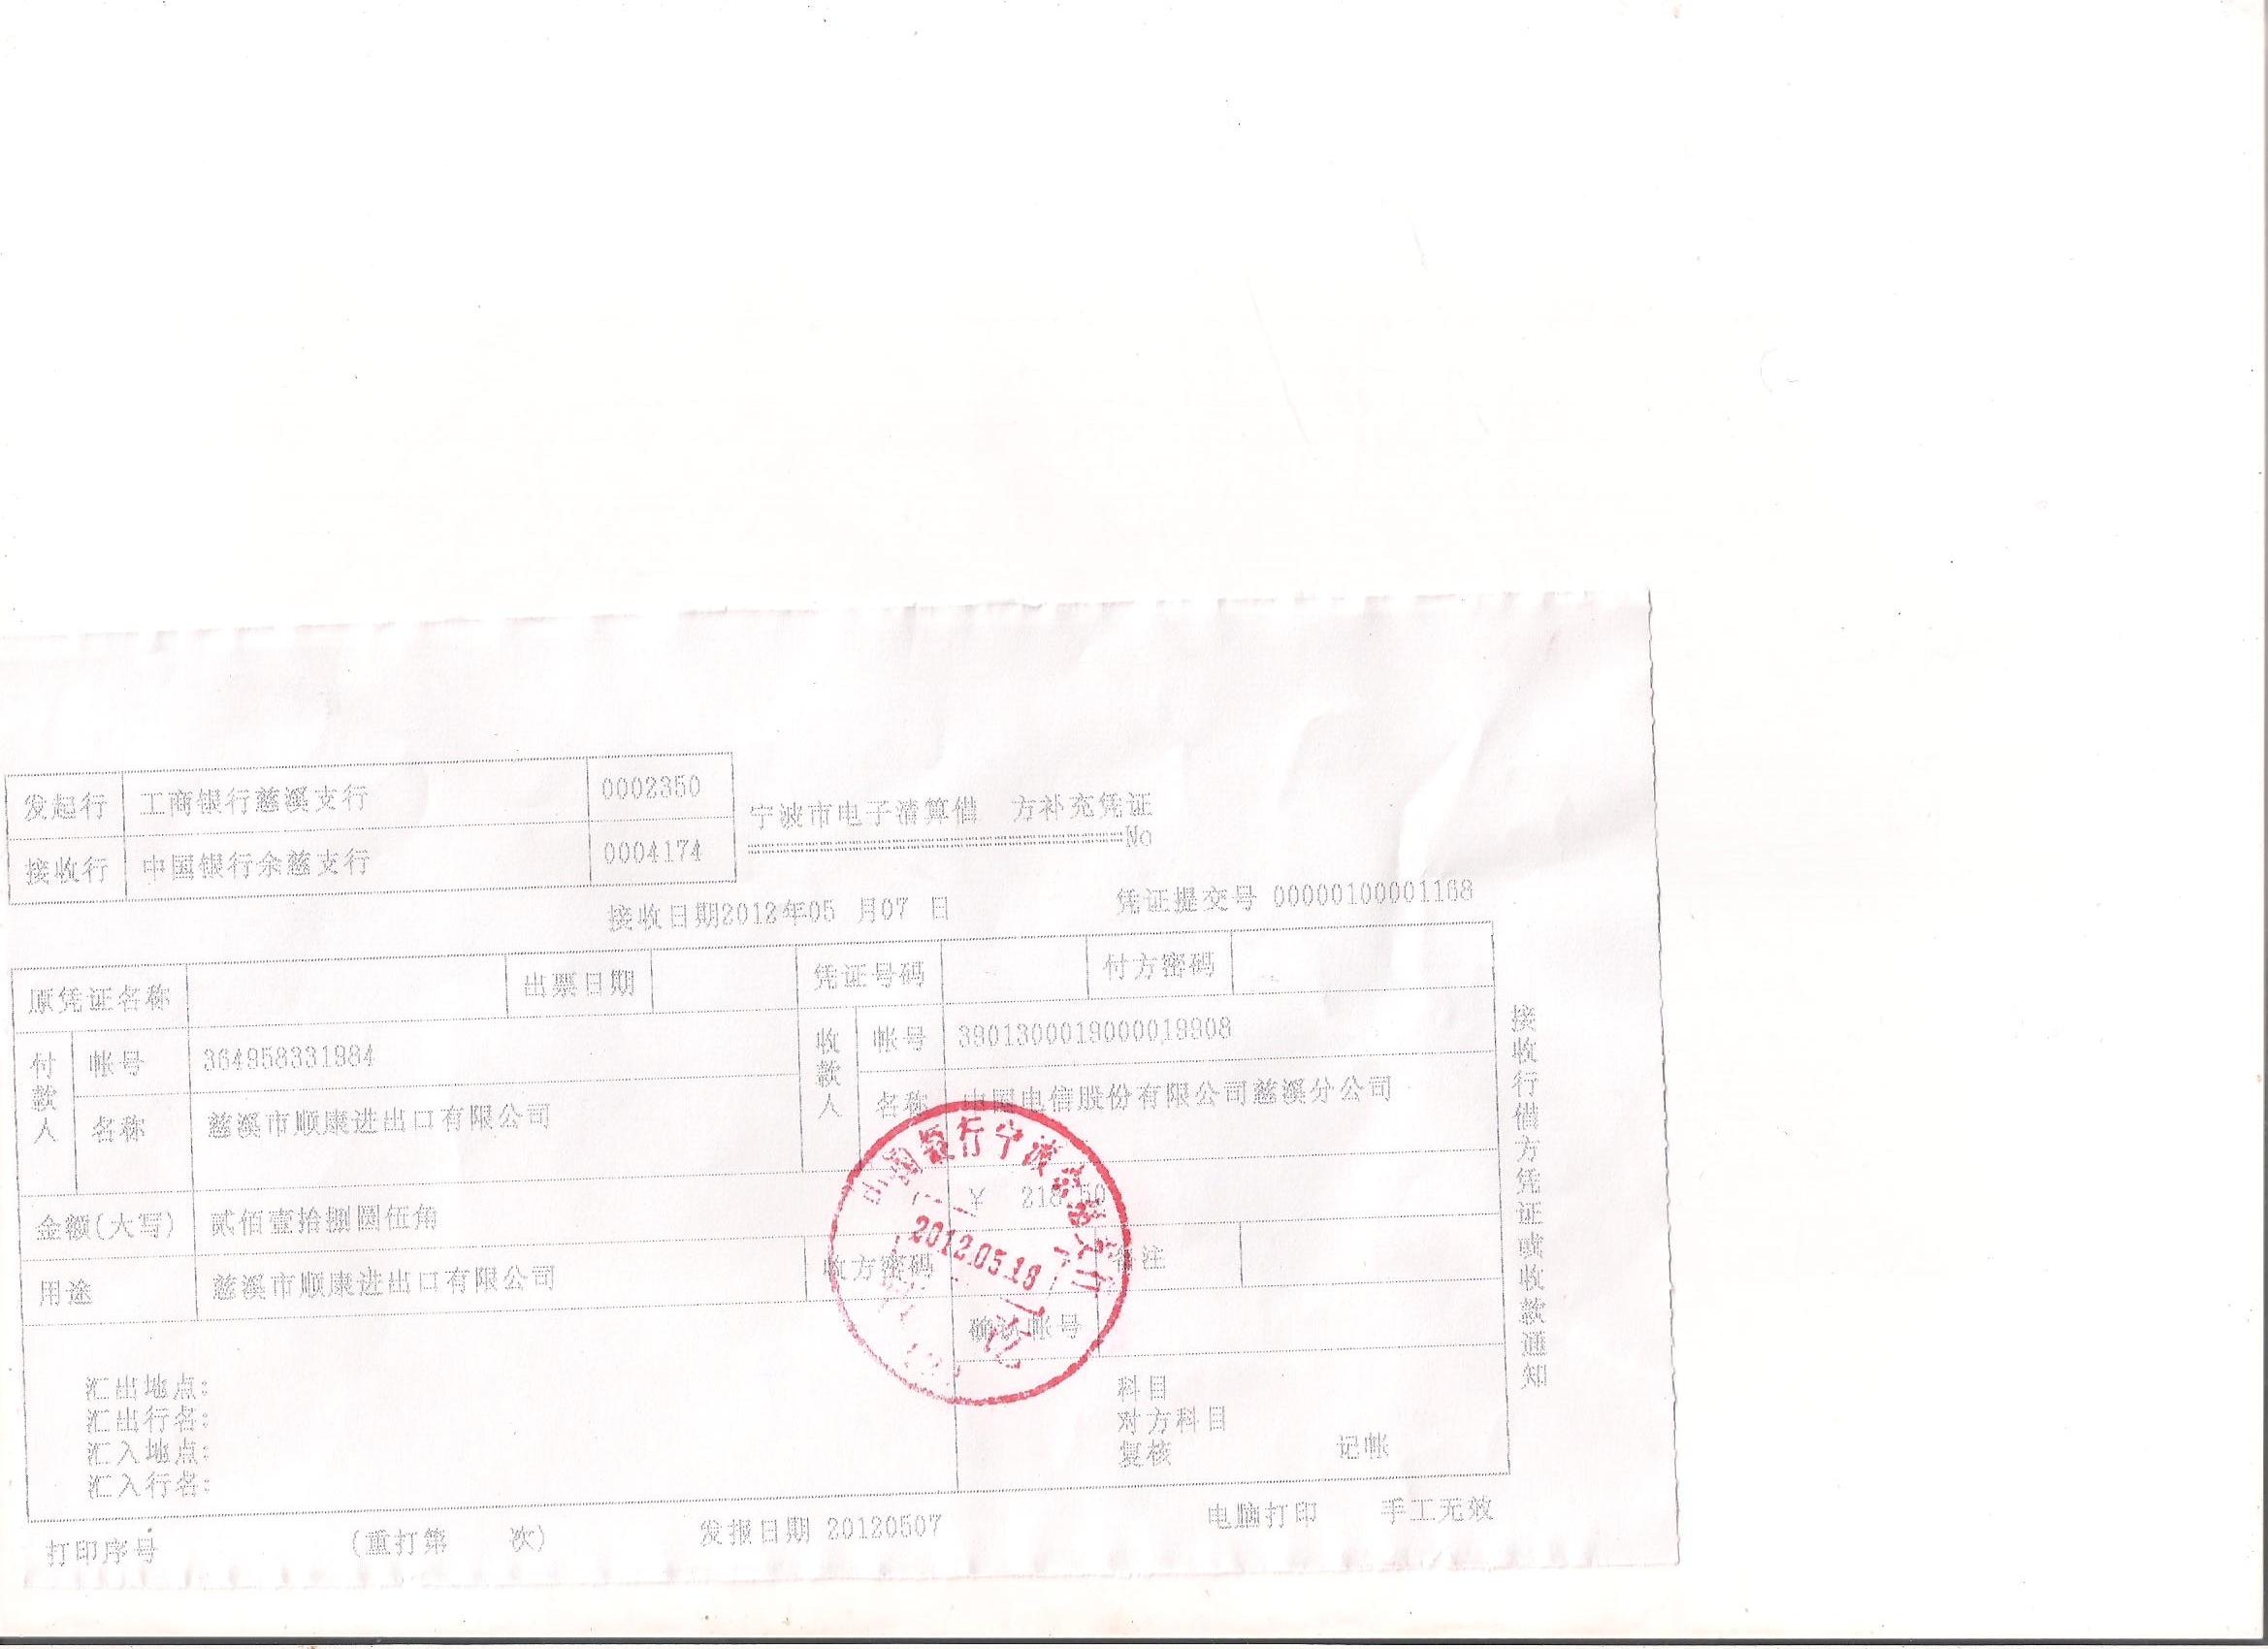 发起行 工商银行慈溪支行 0002350
宁波市电子清算借 方补充凭证
接收行 中国银行余慈支行 0004174
No
接收日期2012年05 月07 日 凭证提交号 00000100001168
原凭证名称 出票日期 凭证号码 付方密码
付款人 帐号 364958331984 收款人 帐号 3901300019000019908
名称 慈溪市顺康进出口有限公司 名称 中国电信股份有限公司慈溪分公司
金额(大写) 贰佰壹拾捌圆伍角 ¥ 218.50
用途 慈溪市顺康进出口有限公司 收方密码 备注
确认帐号
汇出地点:
汇出行名:
汇入地点:
汇入行名:
科目
对方科目
复核 记帐
打印序号 (重打第 次) 发报日期 20120507 电脑打印 手工无效
接收行借方凭证或收款通知
中国银行宁波
2012.05.18